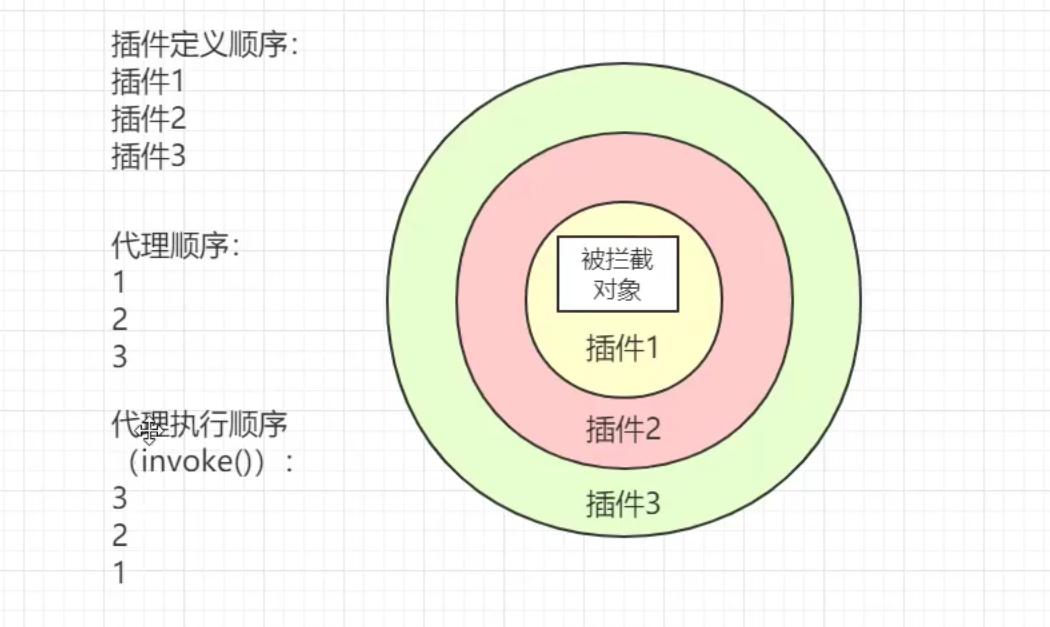 插件定义顺序：
插件1
插件2
插件3
代理顺序：
1
2
3
代理执行顺序
（invoke()）：
3
2
1
被拦截
对象
插件1
插件2
插件3